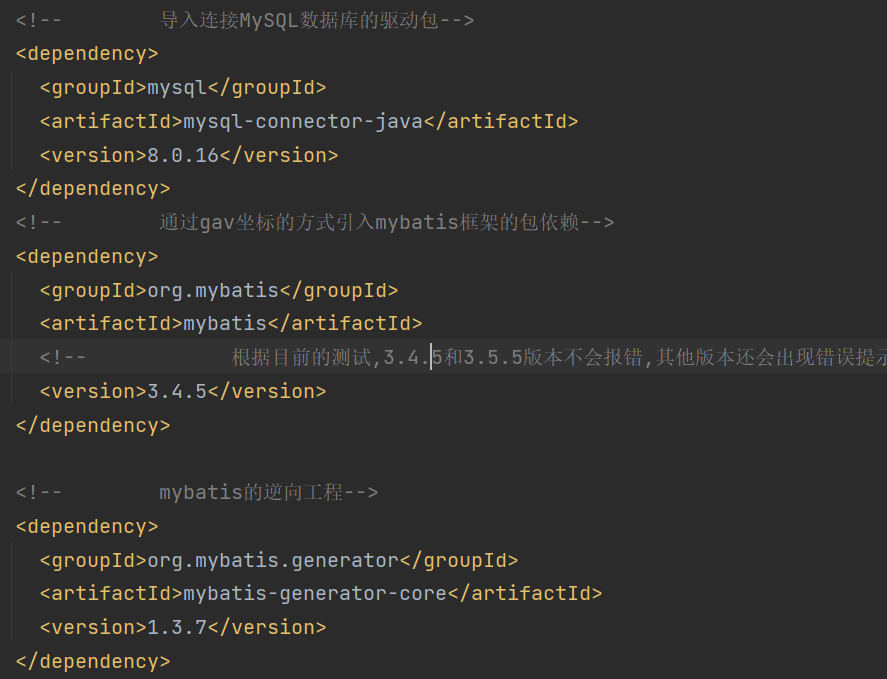 <!--        导入连接MySQL数据库的驱动包-->
<dependency>
  <groupId>mysql</groupId>
  <artifactId>mysql-connector-java</artifactId>
  <version>8.0.16</version>
</dependency>
<!--        通过gav坐标的方式引入mybatis框架的包依赖-->
<dependency>
  <groupId>org.mybatis</groupId>
  <artifactId>mybatis</artifactId>
  <!--            根据目前的测试,3.4.5和3.5.5版本不会报错,其他版本还会出现错误提示
  <version>3.4.5</version>
</dependency>
<!--        mybatis的逆向工程-->
<dependency>
  <groupId>org.mybatis.generator</groupId>
  <artifactId>mybatis-generator-core</artifactId>
  <version>1.3.7</version>
</dependency>